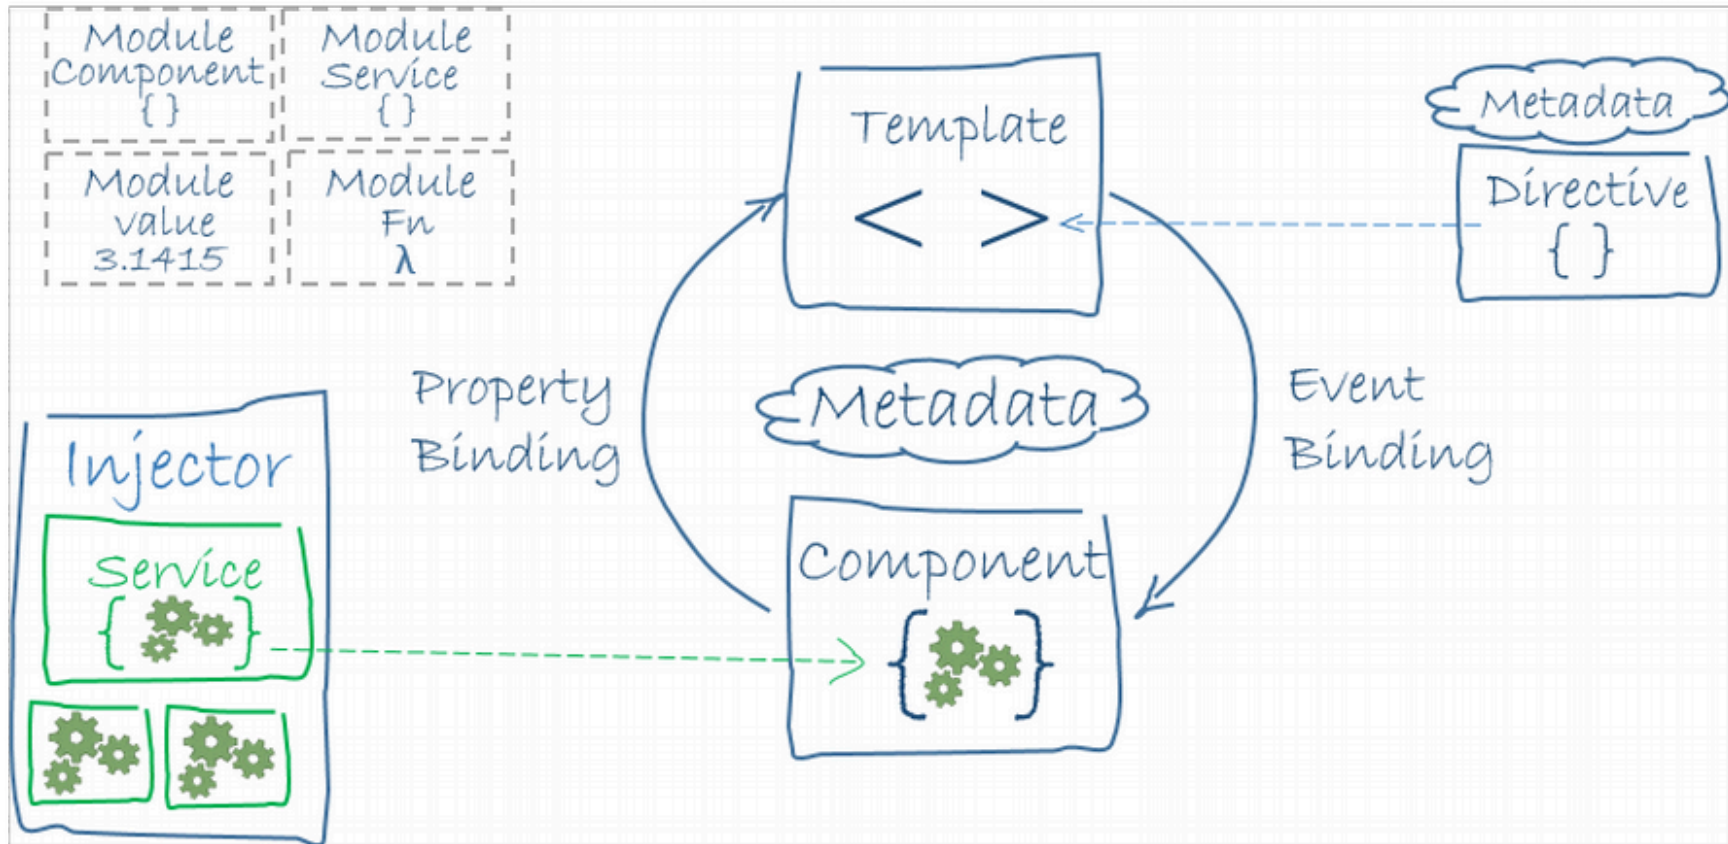 Module
Component
{ }
Module
Service
{ }
Module
value
3.1415
Module
Fn
λ
Template
< >
Metadata
Directive
{ }
Property
Binding
Metadata
Event
Binding
Injector
Service
{ }
Component
{ }